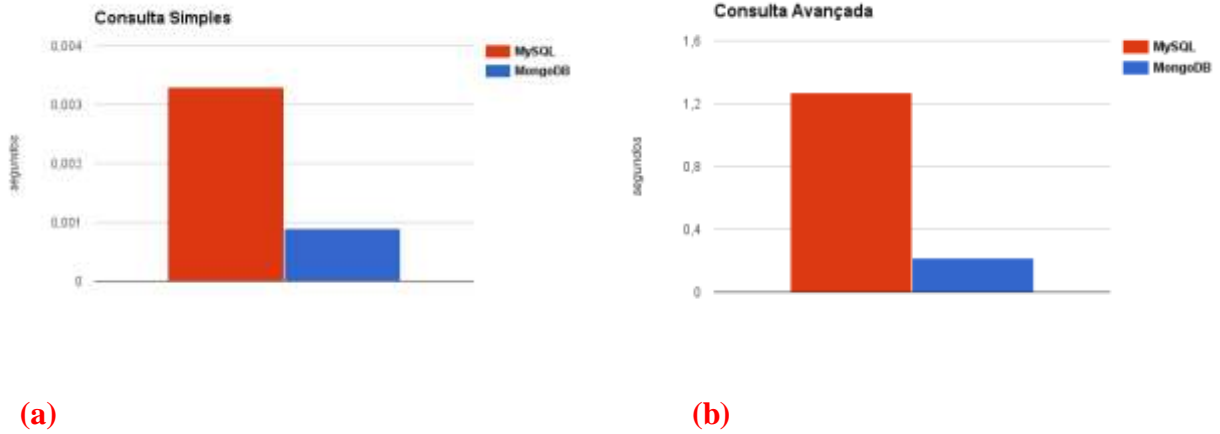 Consulta Simples
0,004
0,003
0,002
0,001
0
segundos
MySQL
MongoDB
Consulta Avançada
1,6
1,2
0,8
0,4
0
segundos
MySQL
MongoDB
(a)
(b)